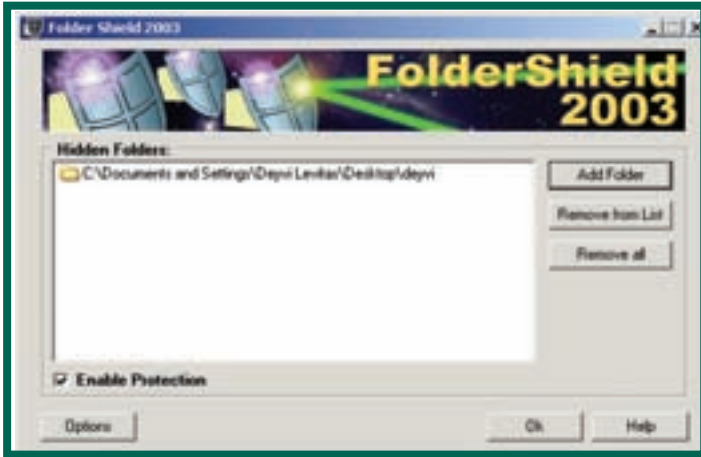 Folder Shield 2003
FolderShield
2003
Hidden Folders:
C:\Documents and Settings\Deyvi Levitas\Desktop\deyvi
Add Folder
Remove from List
Remove all
Enable Protection
Options
Ok
Help